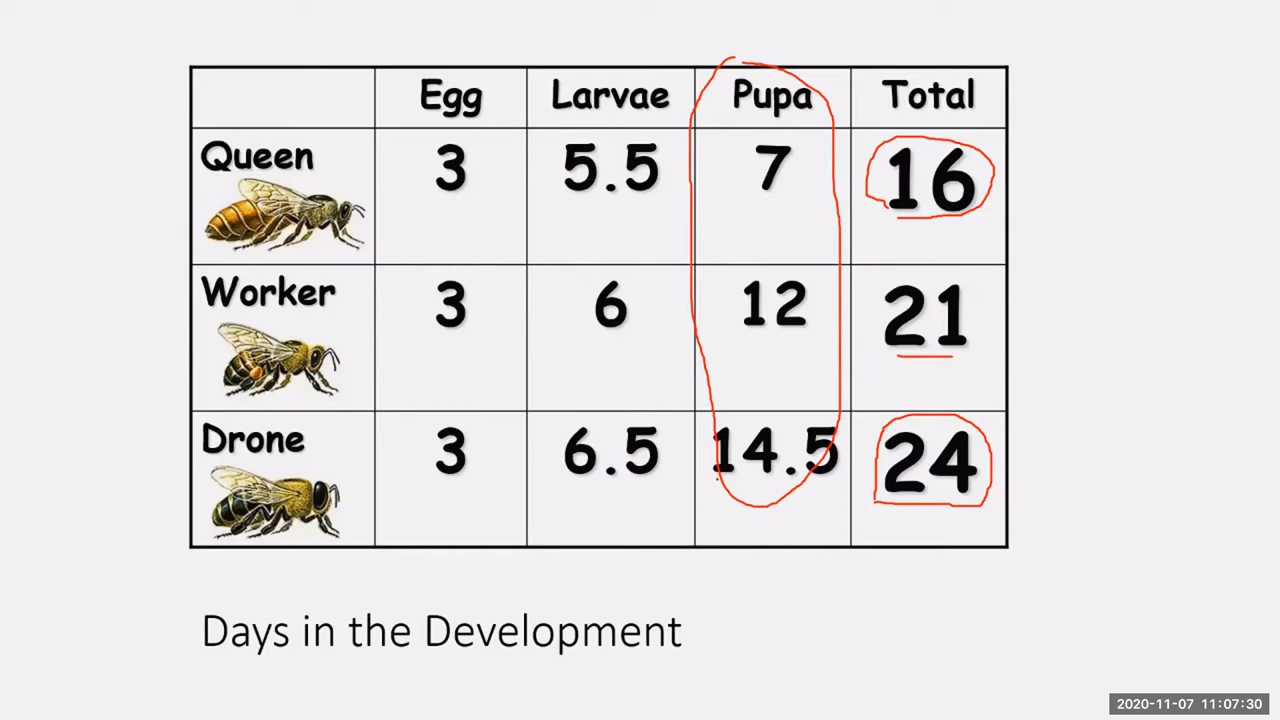 Egg Larvae Pupa Total
Queen 3 5.5 7 16
Worker 3 6 12 21
Drone 3 6.5 14.5 24
Days in the Development
2020-11-07 11:07:30